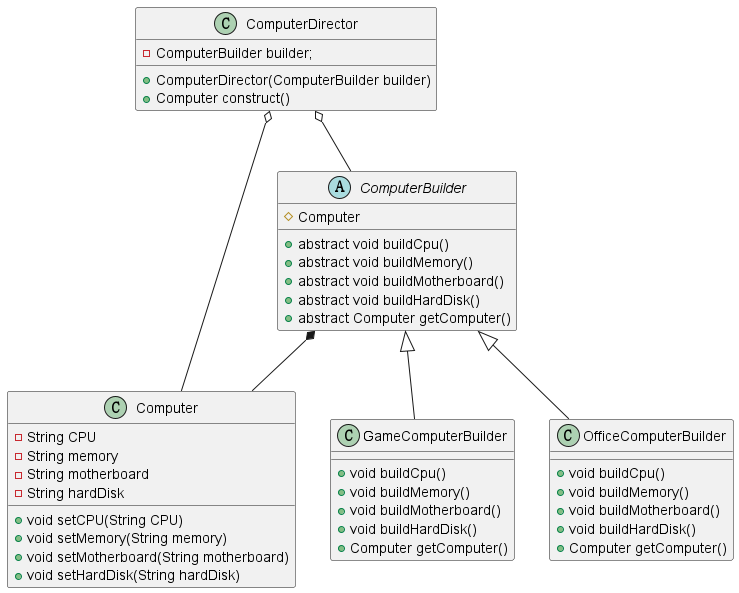 C ComputerDirector
ComputerBuilder builder;
ComputerDirector(ComputerBuilder builder)
Computer construct()
A ComputerBuilder
Computer
abstract void buildCpu()
abstract void buildMemory()
abstract void buildMotherboard()
abstract void buildHardDisk()
abstract Computer getComputer()
C Computer
String CPU
String memory
String motherboard
String hardDisk
void setCPU(String CPU)
void setMemory(String memory)
void setMotherboard(String motherboard)
void setHardDisk(String hardDisk)
C GameComputerBuilder
void buildCpu()
void buildMemory()
void buildMotherboard()
void buildHardDisk()
Computer getComputer()
C OfficeComputerBuilder
void buildCpu()
void buildMemory()
void buildMotherboard()
void buildHardDisk()
Computer getComputer()